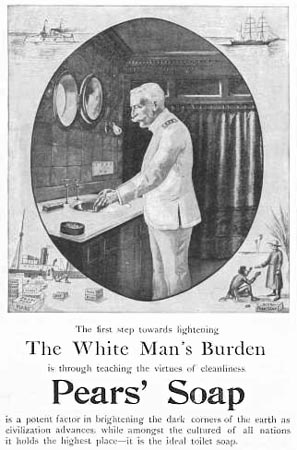 The first step towards lightening
The White Man's Burden
is through teaching the virtues of cleanliness.
Pears' Soap
is a potent factor in brightening the dark corners of the earth as
civilization advances, while amongst the cultured of all nations
it holds the highest place—it is the ideal toilet soap.